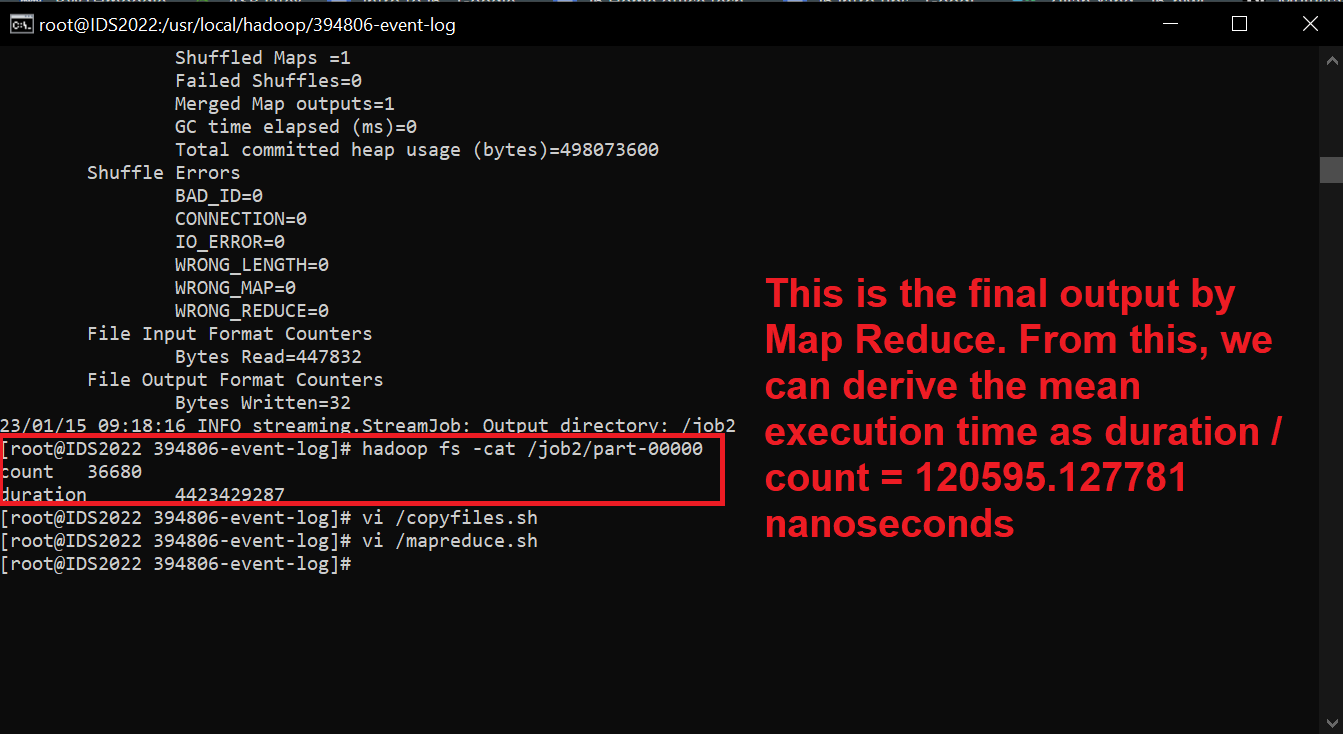 root@IDS2022:/usr/local/hadoop/394806-event-log
Shuffled Maps =1
Failed Shuffles=0
Merged Map outputs=1
GC time elapsed (ms)=0
Total committed heap usage (bytes)=498073600
Shuffle Errors
BAD_ID=0
CONNECTION=0
IO_ERROR=0
WRONG_LENGTH=0
WRONG_MAP=0
WRONG_REDUCE=0
File Input Format Counters
Bytes Read=447832
File Output Format Counters
Bytes Written=32
23/01/15 09:18:16 INFO streaming.StreamJob: Output directory: /job2
[root@IDS2022 394806-event-log]# hadoop fs -cat /job2/part-00000
count 36680
duration 4423429287
[root@IDS2022 394806-event-log]# vi /copyfiles.sh
[root@IDS2022 394806-event-log]# vi /mapreduce.sh
[root@IDS2022 394806-event-log]#
This is the final output by
Map Reduce. From this, we
can derive the mean
execution time as duration /
count = 120595.127781
nanoseconds